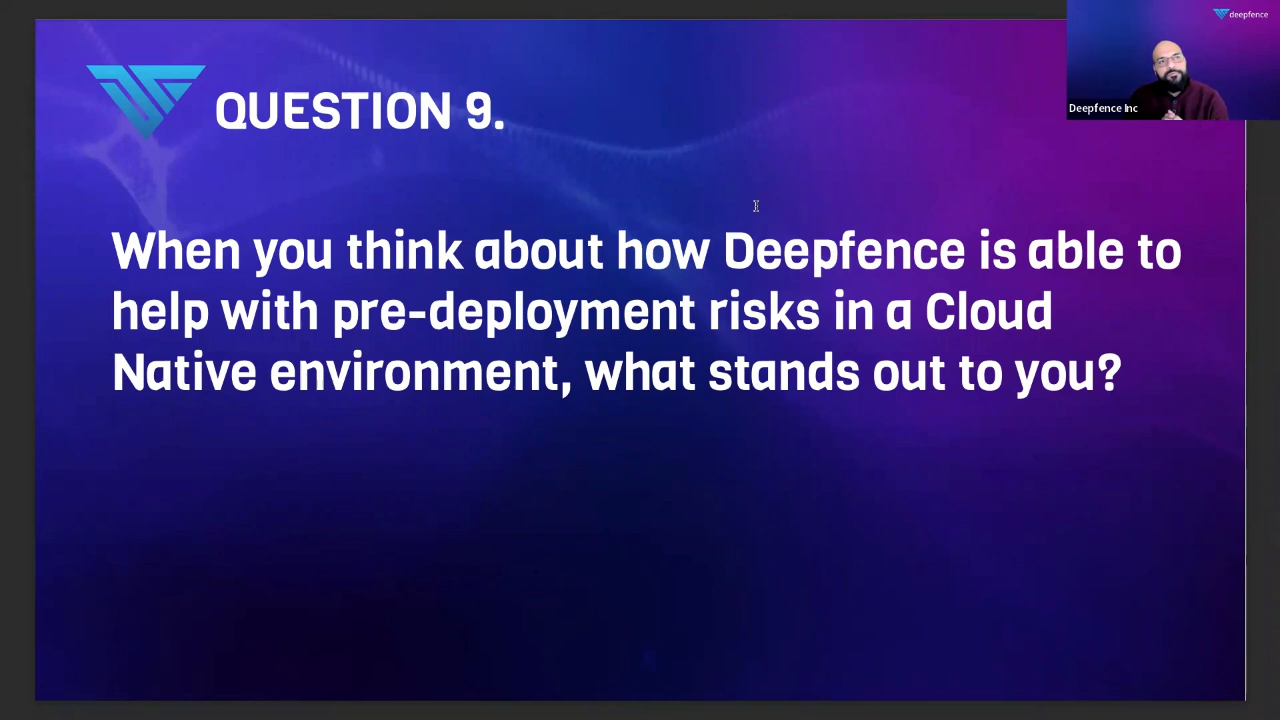 QUESTION 9.
When you think about how Deepfence is able to
help with pre-deployment risks in a Cloud
Native environment, what stands out to you?
deepfence
Deepfence Inc